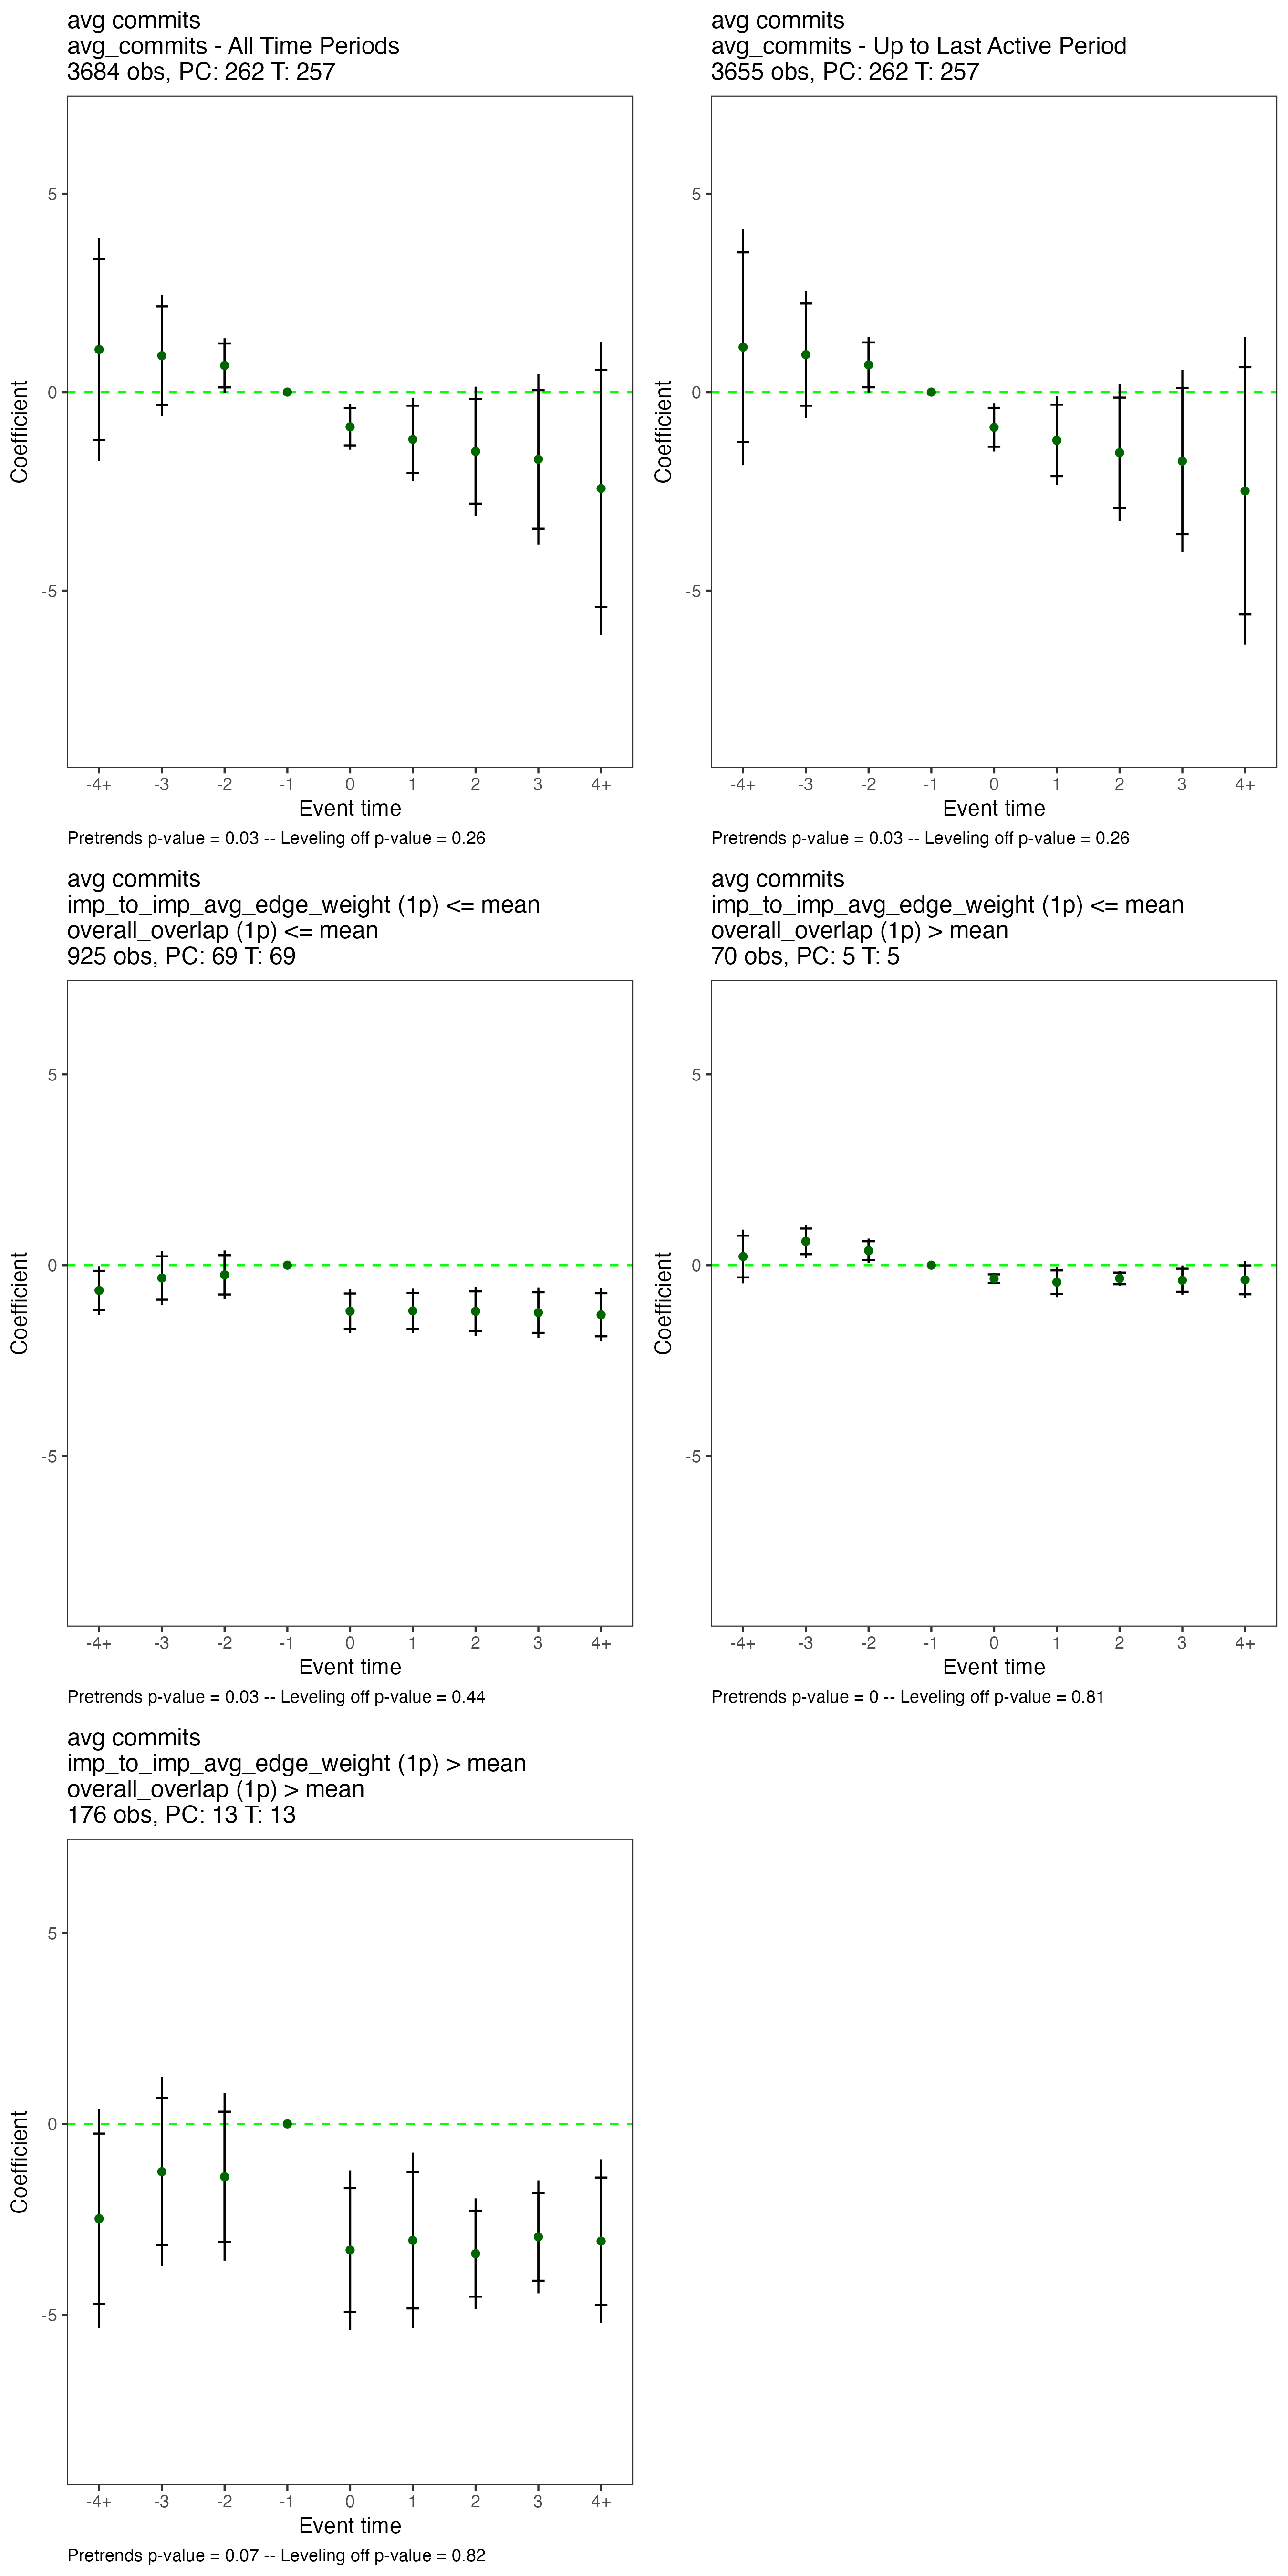 avg commits
avg_commits - All Time Periods
3684 obs, PC: 262 T: 257
5
0
-5
Coefficient
-4+ -3 -2 -1 0 1 2 3 4+
Event time
Pretrends p-value = 0.03 -- Leveling off p-value = 0.26
avg commits
avg_commits - Up to Last Active Period
3655 obs, PC: 262 T: 257
5
0
-5
Coefficient
-4+ -3 -2 -1 0 1 2 3 4+
Event time
Pretrends p-value = 0.03 -- Leveling off p-value = 0.26
avg commits
imp_to_imp_avg_edge_weight (1p) <= mean
overall_overlap (1p) <= mean
925 obs, PC: 69 T: 69
5
0
-5
Coefficient
-4+ -3 -2 -1 0 1 2 3 4+
Event time
Pretrends p-value = 0.03 -- Leveling off p-value = 0.44
avg commits
imp_to_imp_avg_edge_weight (1p) <= mean
overall_overlap (1p) > mean
70 obs, PC: 5 T: 5
5
0
-5
Coefficient
-4+ -3 -2 -1 0 1 2 3 4+
Event time
Pretrends p-value = 0 -- Leveling off p-value = 0.81
avg commits
imp_to_imp_avg_edge_weight (1p) > mean
overall_overlap (1p) > mean
176 obs, PC: 13 T: 13
5
0
-5
Coefficient
-4+ -3 -2 -1 0 1 2 3 4+
Event time
Pretrends p-value = 0.07 -- Leveling off p-value = 0.82